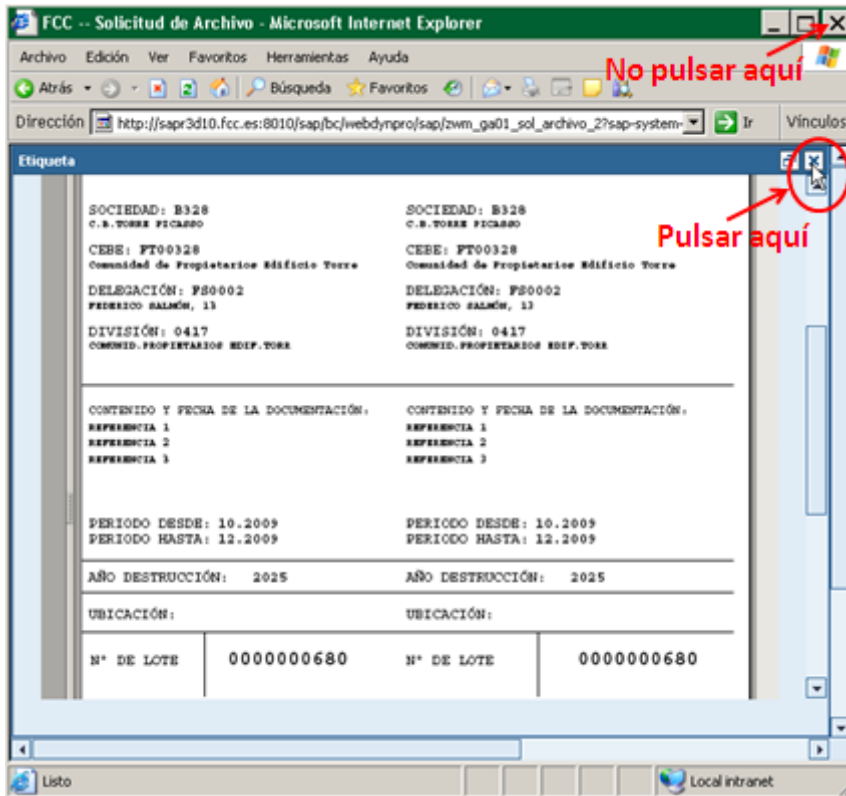 FCC -- Solicitud de Archivo - Microsoft Internet Explorer
Archivo Edición Ver Favoritos Herramientas Ayuda
No pulsar aquí
Atrás Búsqueda Favoritos
Dirección http://sapr3d10.fcc.es:8010/sap/bc/webdynpro/sap/zwm_ga01_sol_archivo_2?sap-system- Ir Vínculos
Etiqueta
Pulsar aquí
SOCIEDAD: B328 SOCIEDAD: B328
C.B.TORRE PICASSO C.B.TORRE PICASSO
CEBE: FT00328 CEBE: FT00328
Comunidad de Propietarios Edificio Torre Comunidad de Propietarios Edificio Torre
DELEGACIÓN: FS0002 DELEGACIÓN: FS0002
FEDERICO SALMÓN, 13 FEDERICO SALMÓN, 13
DIVISIÓN: 0417 DIVISIÓN: 0417
COMUNID.PROPIETARIOS EDIF.TORR COMUNID.PROPIETARIOS EDIF.TORR
CONTENIDO Y FECHA DE LA DOCUMENTACIÓN: CONTENIDO Y FECHA DE LA DOCUMENTACIÓN:
REFERENCIA 1 REFERENCIA 1
REFERENCIA 2 REFERENCIA 2
REFERENCIA 3 REFERENCIA 3
PERIODO DESDE: 10.2009 PERIODO DESDE: 10.2009
PERIODO HASTA: 12.2009 PERIODO HASTA: 12.2009
AÑO DESTRUCCIÓN: 2025 AÑO DESTRUCCIÓN: 2025
UBICACIÓN: UBICACIÓN:
Nº DE LOTE 0000000680 Nº DE LOTE 0000000680
Listo Local intranet